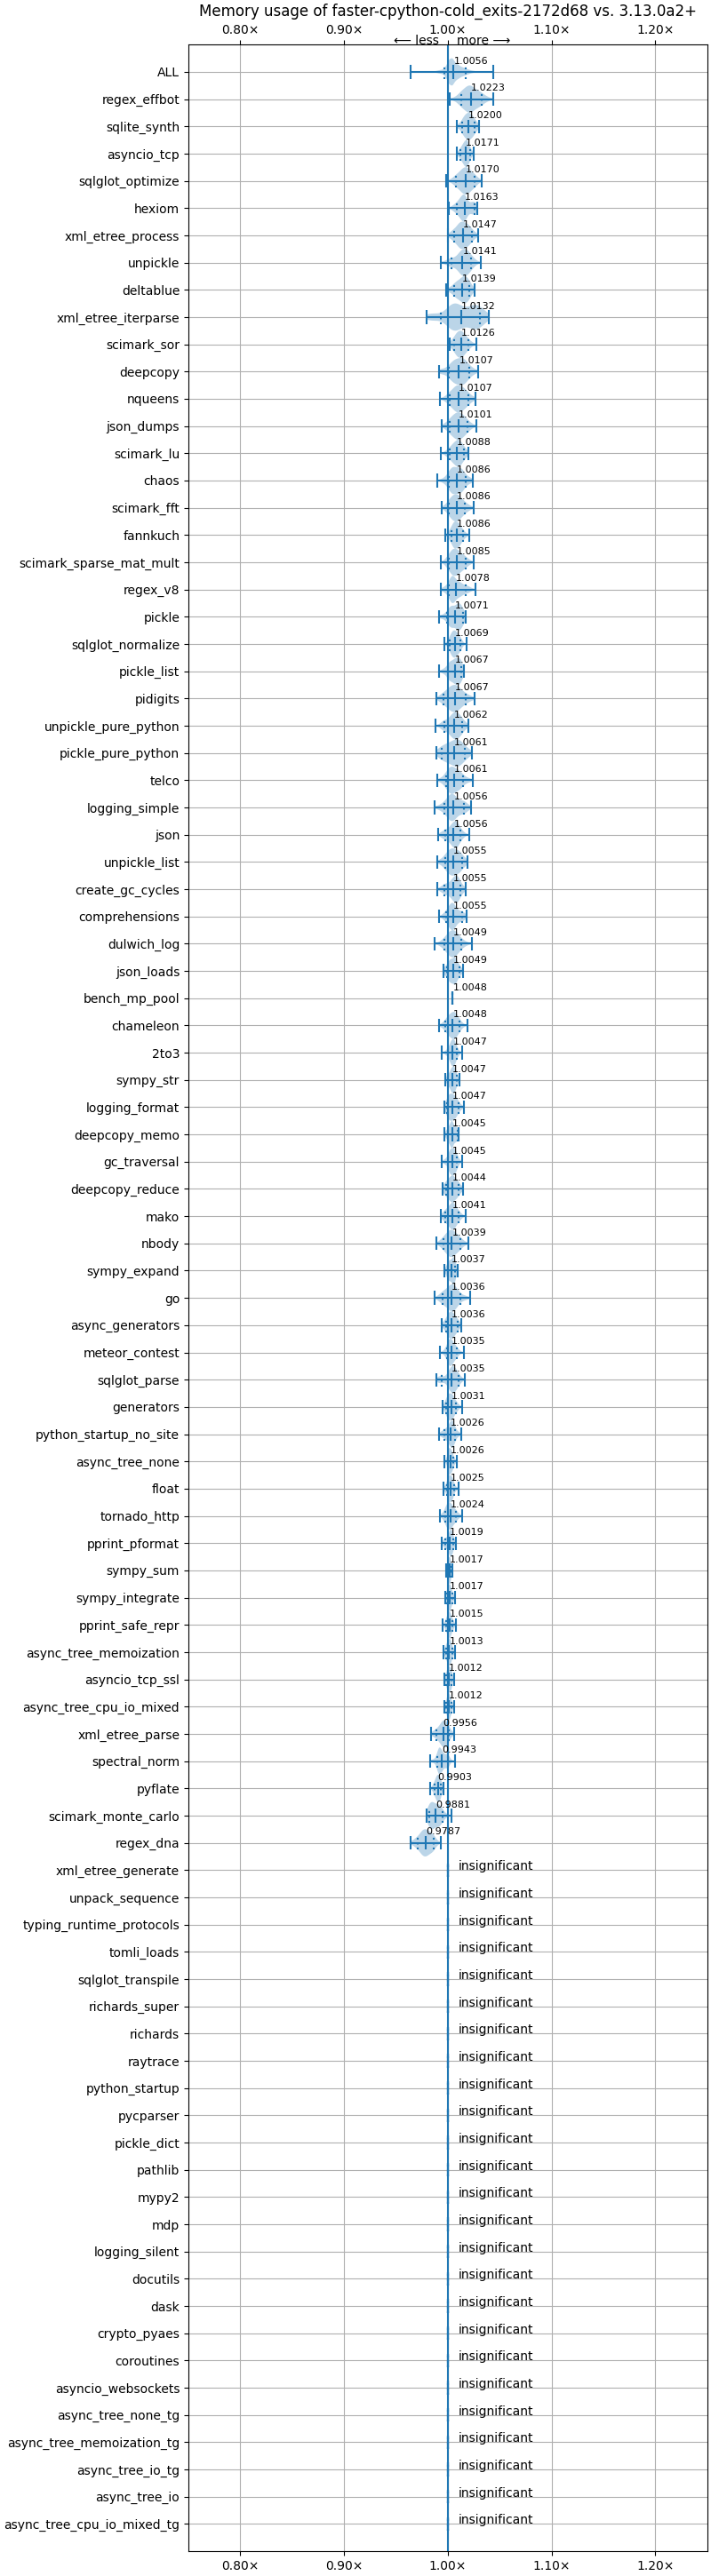 Memory usage of faster-cpython-cold_exits-2172d68 vs. 3.13.0a2+
0.80× 0.90× 1.00× 1.10× 1.20×
⟵ less more ⟶
ALL 1.0056
regex_effbot 1.0223
sqlite_synth 1.0200
asyncio_tcp 1.0171
sqlglot_optimize 1.0170
hexiom 1.0163
xml_etree_process 1.0147
unpickle 1.0141
deltablue 1.0139
xml_etree_iterparse 1.0132
scimark_sor 1.0126
deepcopy 1.0107
nqueens 1.0107
json_dumps 1.0101
scimark_lu 1.0088
chaos 1.0086
scimark_fft 1.0086
fannkuch 1.0086
scimark_sparse_mat_mult 1.0085
regex_v8 1.0078
pickle 1.0071
sqlglot_normalize 1.0069
pickle_list 1.0067
pidigits 1.0067
unpickle_pure_python 1.0062
pickle_pure_python 1.0061
telco 1.0061
logging_simple 1.0056
json 1.0056
unpickle_list 1.0055
create_gc_cycles 1.0055
comprehensions 1.0055
dulwich_log 1.0049
json_loads 1.0049
bench_mp_pool 1.0048
chameleon 1.0048
2to3 1.0047
sympy_str 1.0047
logging_format 1.0047
deepcopy_memo 1.0045
gc_traversal 1.0045
deepcopy_reduce 1.0044
mako 1.0041
nbody 1.0039
sympy_expand 1.0037
go 1.0036
async_generators 1.0036
meteor_contest 1.0035
sqlglot_parse 1.0035
generators 1.0031
python_startup_no_site 1.0026
async_tree_none 1.0026
float 1.0025
tornado_http 1.0024
pprint_pformat 1.0019
sympy_sum 1.0017
sympy_integrate 1.0017
pprint_safe_repr 1.0015
async_tree_memoization 1.0013
asyncio_tcp_ssl 1.0012
async_tree_cpu_io_mixed 1.0012
xml_etree_parse 0.9956
spectral_norm 0.9943
pyflate 0.9903
scimark_monte_carlo 0.9881
regex_dna 0.9787
xml_etree_generate insignificant
unpack_sequence insignificant
typing_runtime_protocols insignificant
tomli_loads insignificant
sqlglot_transpile insignificant
richards_super insignificant
richards insignificant
raytrace insignificant
python_startup insignificant
pycparser insignificant
pickle_dict insignificant
pathlib insignificant
mypy2 insignificant
mdp insignificant
logging_silent insignificant
docutils insignificant
dask insignificant
crypto_pyaes insignificant
coroutines insignificant
asyncio_websockets insignificant
async_tree_none_tg insignificant
async_tree_memoization_tg insignificant
async_tree_io_tg insignificant
async_tree_io insignificant
async_tree_cpu_io_mixed_tg insignificant
0.80× 0.90× 1.00× 1.10× 1.20×